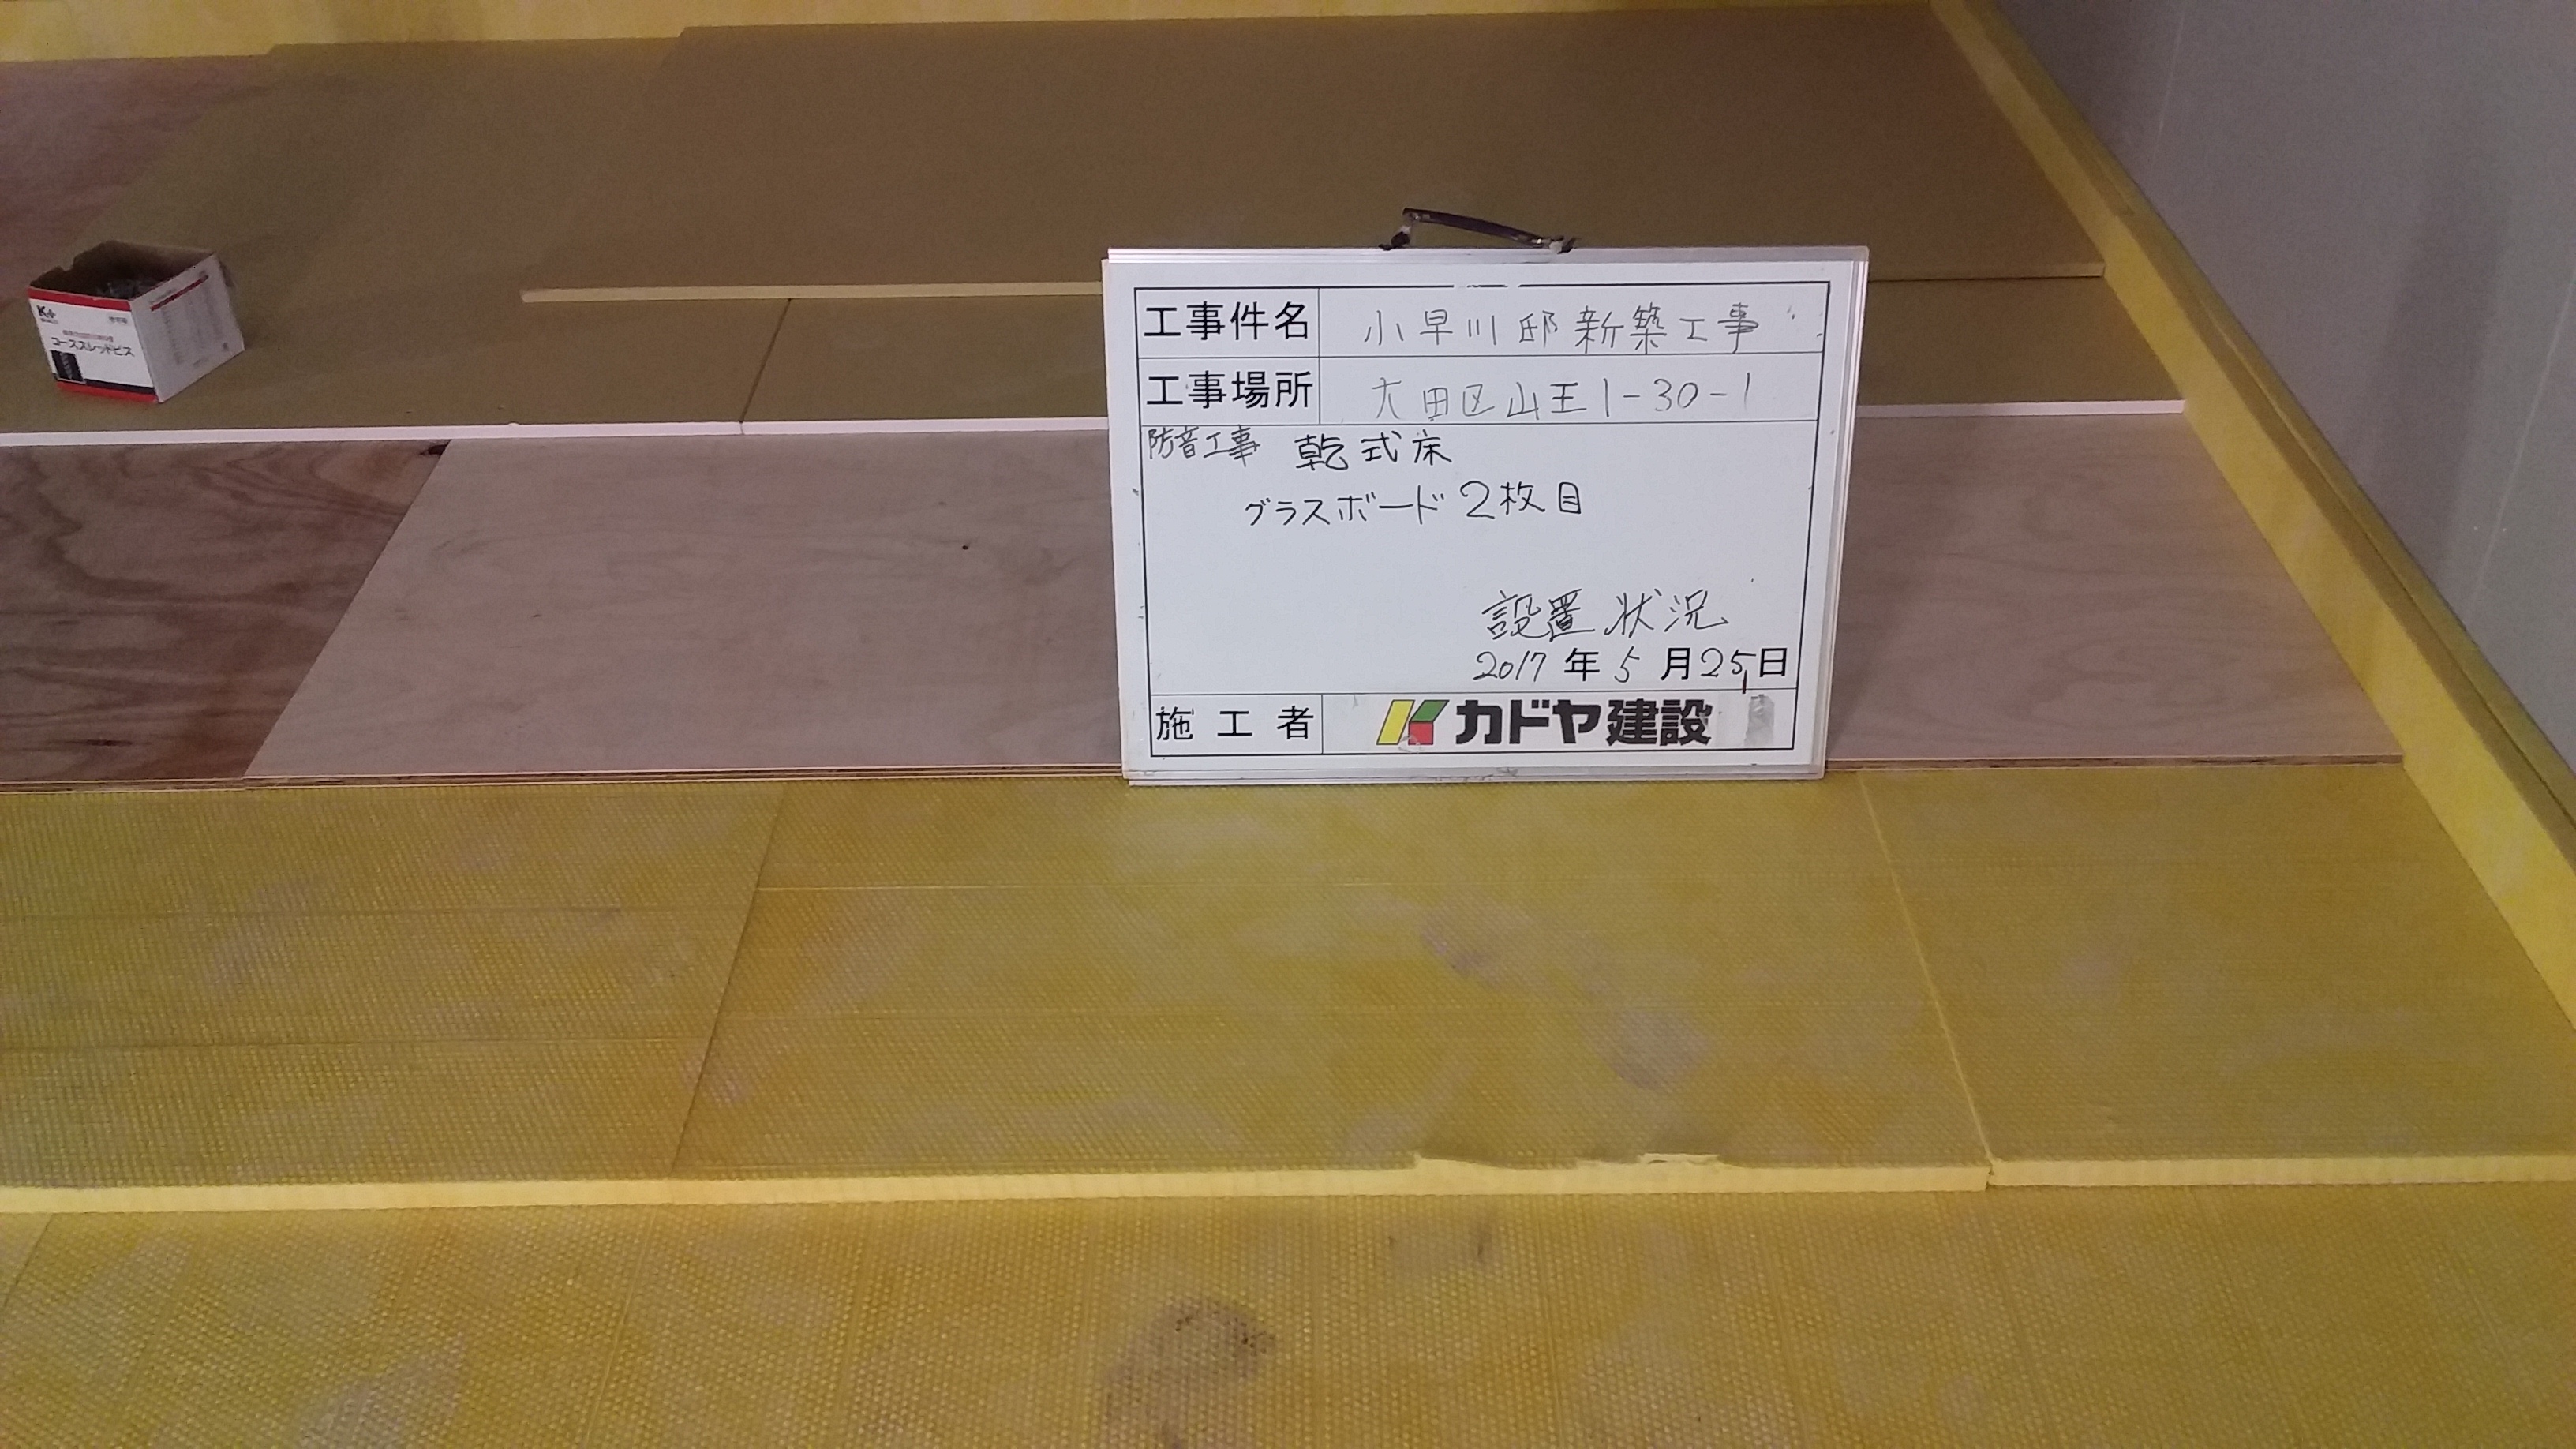 工事件名 小早川邸新築工事
工事場所 大田区山王1-30-1
防音工事 乾式床
グラスボード2枚目
設置状況
2017年5月25日
施工者 カドヤ建設
コーススレッドビス